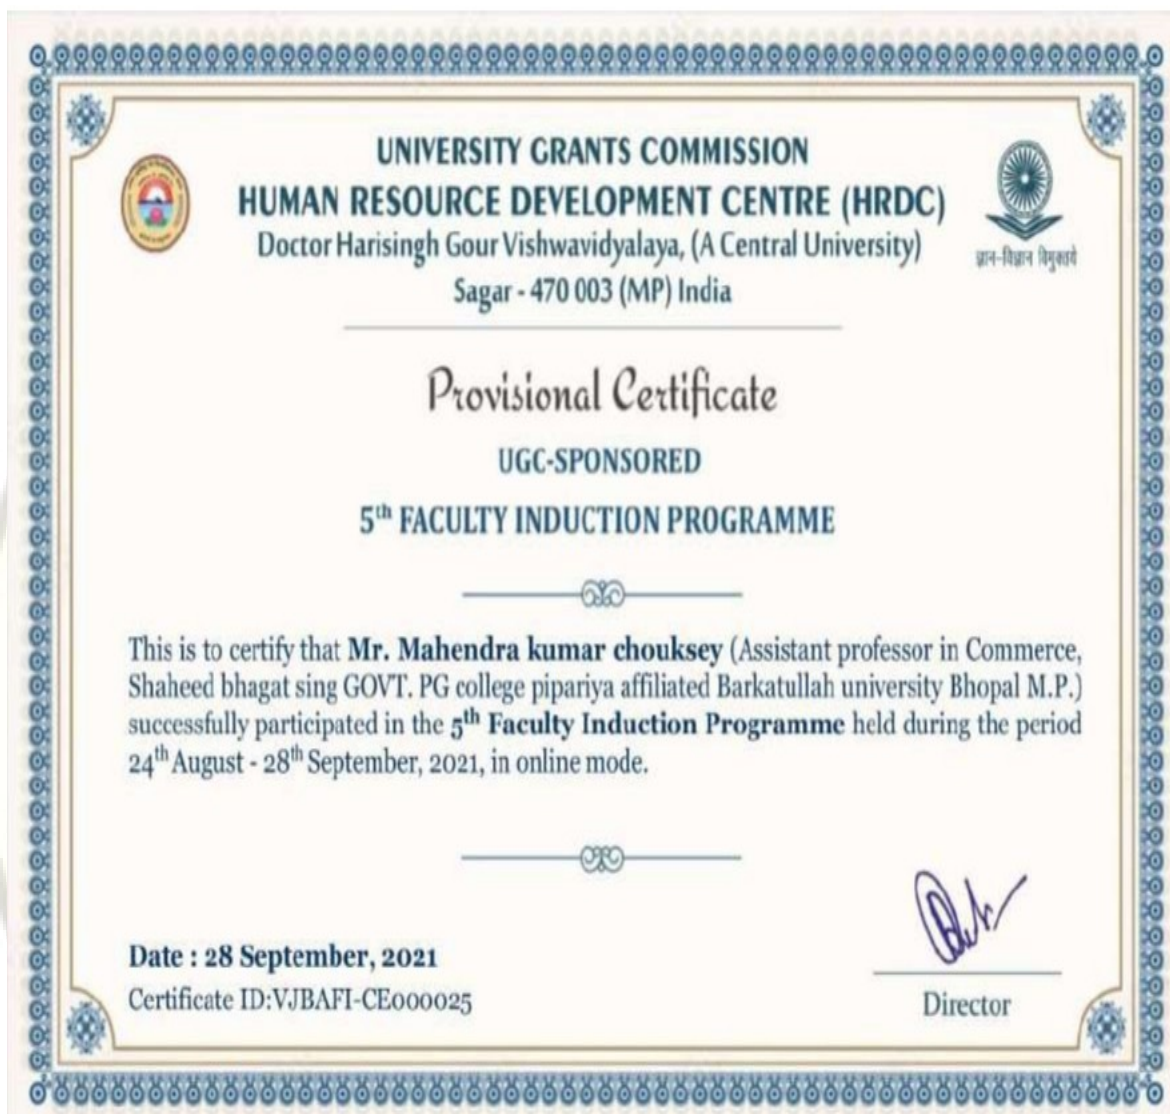 UNIVERSITY GRANTS COMMISSION
HUMAN RESOURCE DEVELOPMENT CENTRE (HRDC)
Doctor Harisingh Gour Vishwavidyalaya, (A Central University)
Sagar - 470 003 (MP) India
ज्ञान-विज्ञान विमुक्तये
Provisional Certificate
UGC-SPONSORED
5th FACULTY INDUCTION PROGRAMME
This is to certify that Mr. Mahendra kumar chouksey (Assistant professor in Commerce,
Shaheed bhagat sing GOVT. PG college pipariya affiliated Barkatullah university Bhopal M.P.)
successfully participated in the 5th Faculty Induction Programme held during the period
24th August - 28th September, 2021, in online mode.
Date : 28 September, 2021
Certificate ID:VJBAFI-CE000025
Director